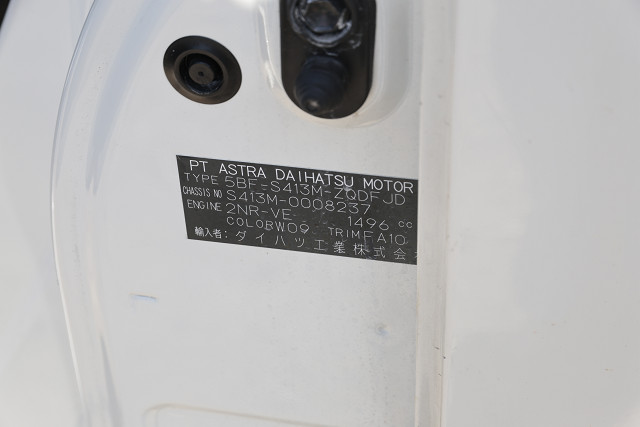 PT ASTRA DAIHATSU MOTOR
TYPE 5BF-S413M-ZQDFJD
CHASSIS NO S413M-0008237
ENGINE 2NR-VE 1496 cc
COLOR W09 TRIM FA10
輸入者: ダイハツ工業株式会